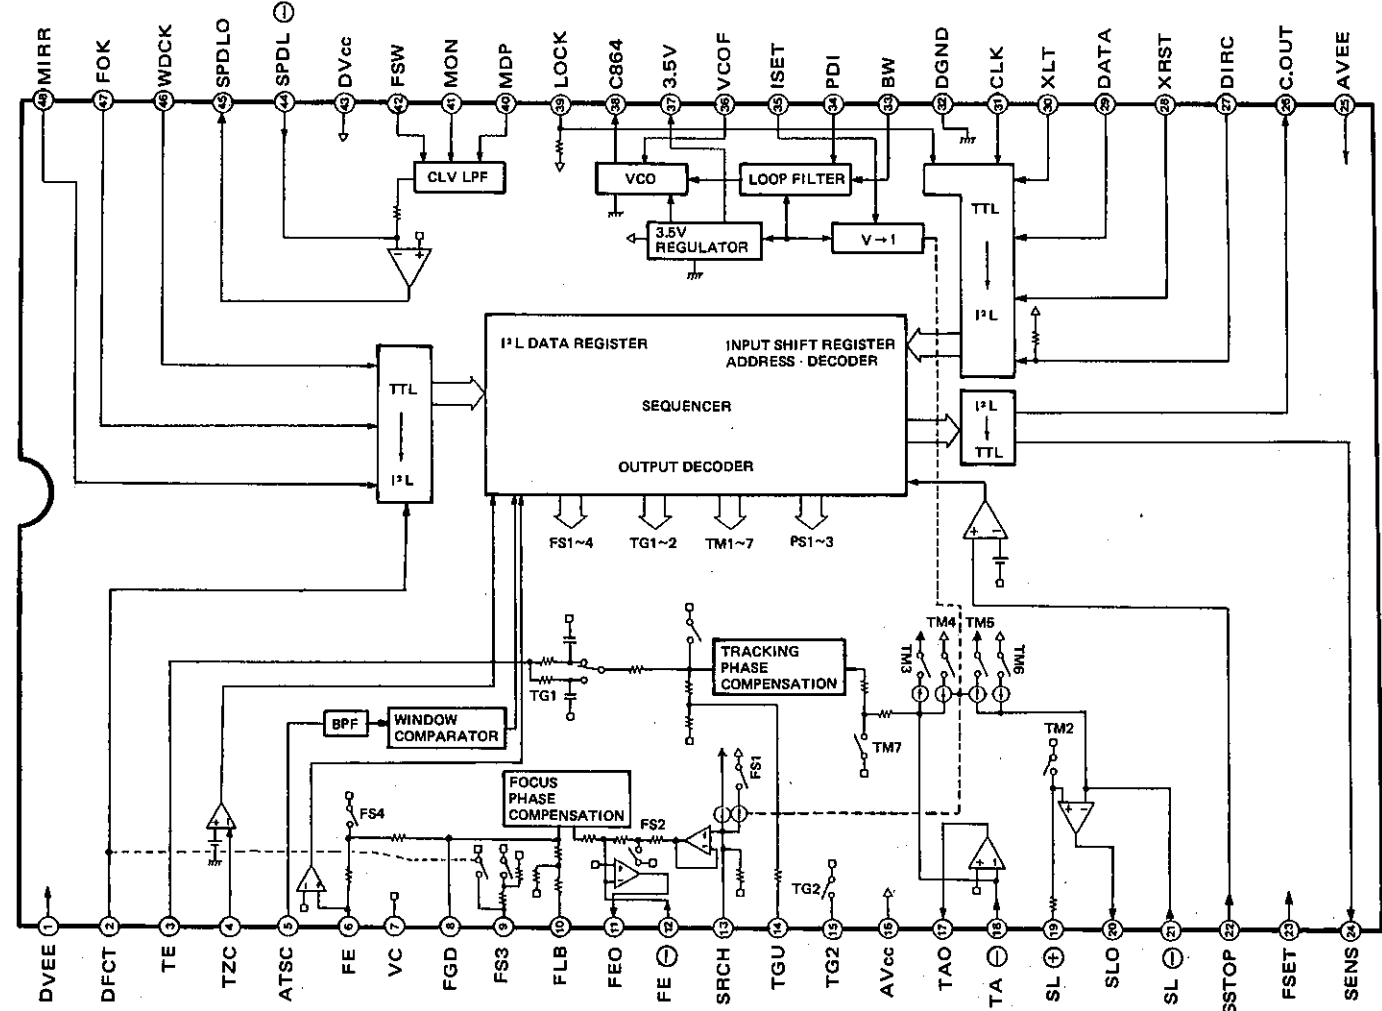 MIRR
FOK
WDCK
SPDLO
SPDL ⊖
DVcc
FSW
MON
MDP
LOCK
C864
3.5V
VCOF
ISET
PDI
BW
DGND
CLK
XLT
DATA
XRST
DIRC
C.OUT
AVEE
48
47
46
45
44
43
42
41
40
39
38
37
36
35
34
33
32
31
30
29
28
27
26
25
CLV LPF
VCO
LOOP FILTER
3.5V
REGULATOR
V→I
TTL
I²L
− +
I²L DATA REGISTER
INPUT SHIFT REGISTER
ADDRESS · DECODER
SEQUENCER
OUTPUT DECODER
TTL
I²L
I²L
TTL
FS1~4
TG1~2
TM1~7
PS1~3
+ −
TG1
TRACKING
PHASE
COMPENSATION
TM3
TM4
TM5
TM6
TM7
TM2
BPF
WINDOW
COMPARATOR
FOCUS
PHASE
COMPENSATION
FS4
FS2
FS1
TG2
+ −
1
2
3
4
5
6
7
8
9
10
11
12
13
14
15
16
17
18
19
20
21
22
23
24
DVEE
DFCT
TE
TZC
ATSC
FE
VC
FGD
FS3
FLB
FEO
FE ⊖
SRCH
TGU
TG2
AVcc
TAO
TA ⊖
SL ⊕
SLO
SL ⊖
SSTOP
FSET
SENS